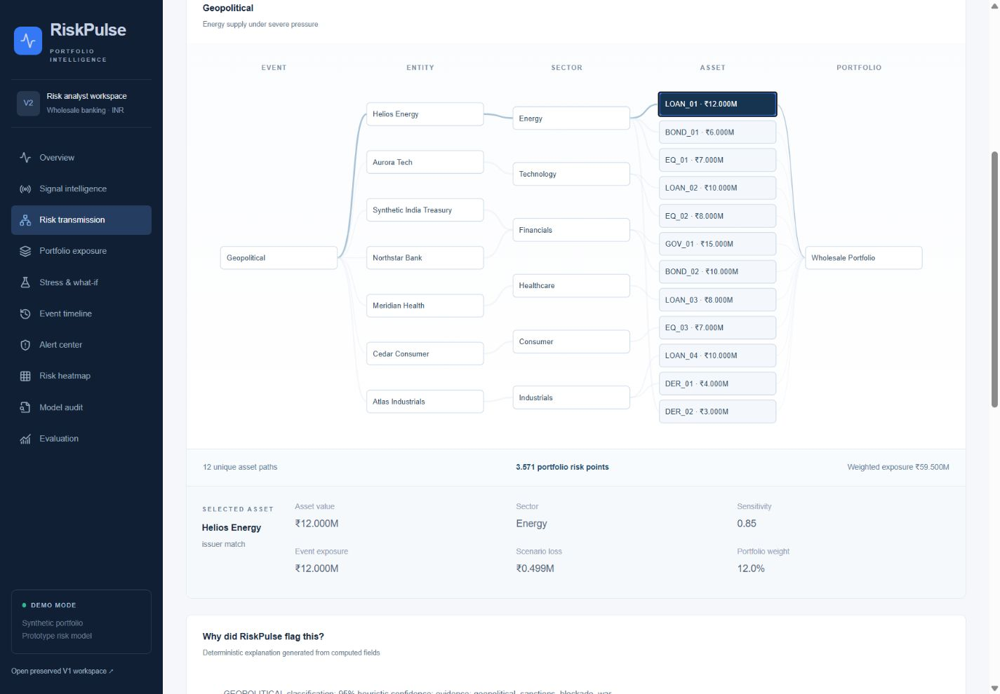 RiskPulse
PORTFOLIO
INTELLIGENCE
V2
Risk analyst workspace
Wholesale banking · INR
Overview
Signal intelligence
Risk transmission
Portfolio exposure
Stress & what-if
Event timeline
Alert center
Risk heatmap
Model audit
Evaluation
DEMO MODE
Synthetic portfolio
Prototype risk model
Open preserved V1 workspace ↗
Geopolitical
Energy supply under severe pressure
EVENT
ENTITY
SECTOR
ASSET
PORTFOLIO
Geopolitical
Helios Energy
Aurora Tech
Synthetic India Treasury
Northstar Bank
Meridian Health
Cedar Consumer
Atlas Industrials
Energy
Technology
Financials
Healthcare
Consumer
Industrials
LOAN_01 · ₹12.000M
BOND_01 · ₹6.000M
EQ_01 · ₹7.000M
LOAN_02 · ₹10.000M
EQ_02 · ₹8.000M
GOV_01 · ₹15.000M
BOND_02 · ₹10.000M
LOAN_03 · ₹8.000M
EQ_03 · ₹7.000M
LOAN_04 · ₹10.000M
DER_01 · ₹4.000M
DER_02 · ₹3.000M
Wholesale Portfolio
12 unique asset paths
3.571 portfolio risk points
Weighted exposure ₹59.500M
SELECTED ASSET
Helios Energy
issuer match
Asset value
₹12.000M
Sector
Energy
Sensitivity
0.85
Event exposure
₹12.000M
Scenario loss
₹0.499M
Portfolio weight
12.0%
Why did RiskPulse flag this?
Deterministic explanation generated from computed fields
GEOPOLITICAL classification; 95% heuristic confidence; evidence: geopolitical, sanctions, blockade, war